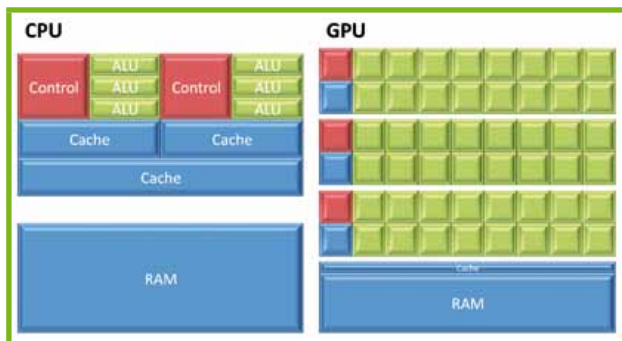 CPU
GPU
Control
ALU
ALU
ALU
Control
ALU
ALU
ALU
Cache
Cache
Cache
RAM
Cache
RAM